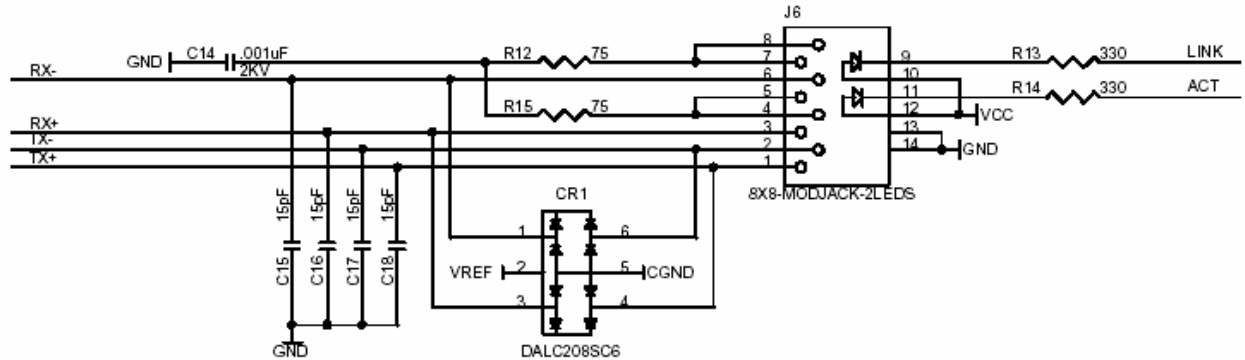 J6
GND
C14
.001uF
2KV
R12
75
8
7
9
R13
330
LINK
RX-
6
10
5
11
R14
330
ACT
R15
75
4
12
VCC
RX+
3
13
TX-
2
14
GND
TX+
1
8X8-MODJACK-2LEDS
15pF
15pF
15pF
15pF
C15
C16
C17
C18
CR1
1
6
VREF
2
5
CGND
3
4
GND
DALC208SC6